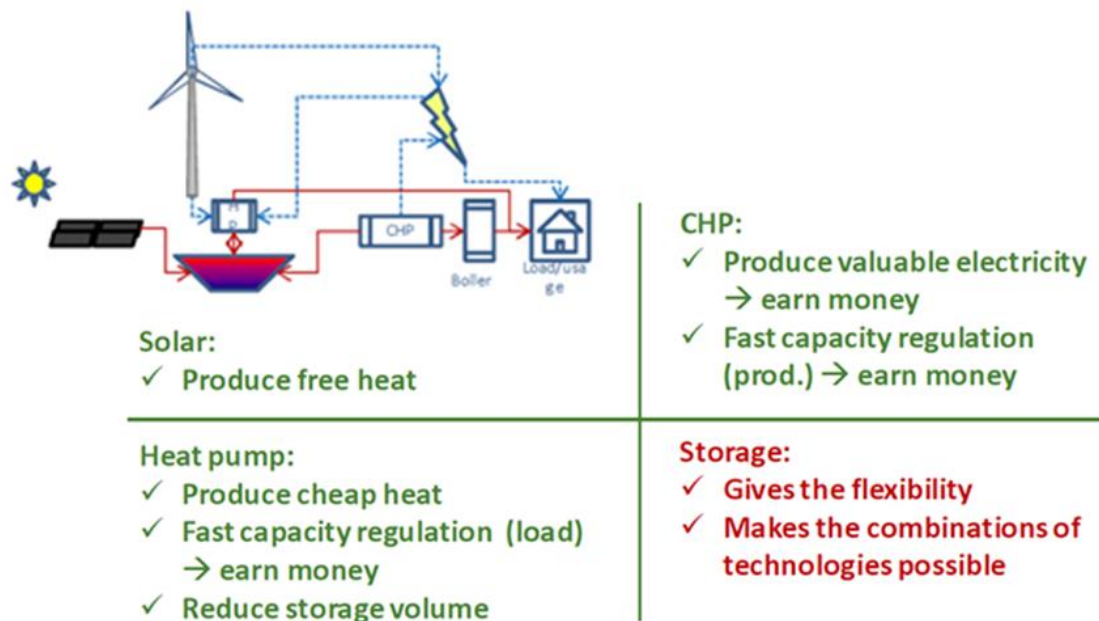 CHP
Boiler
Load/usa
ge
Solar:
✓ Produce free heat
CHP:
✓ Produce valuable electricity
→ earn money
✓ Fast capacity regulation
(prod.) → earn money
Heat pump:
✓ Produce cheap heat
✓ Fast capacity regulation (load)
→ earn money
✓ Reduce storage volume
Storage:
✓ Gives the flexibility
✓ Makes the combinations of
technologies possible